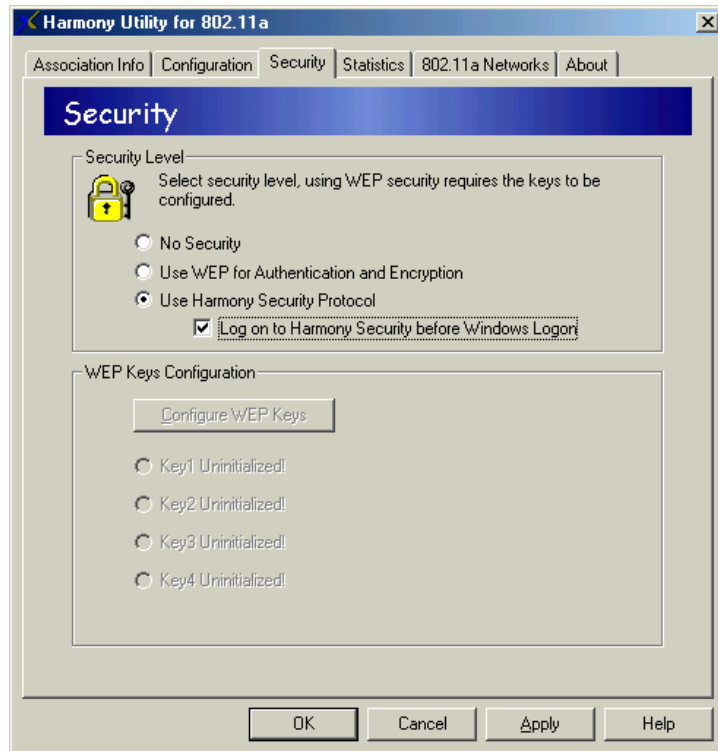 Harmony Utility for 802.11a
Association Info Configuration Security Statistics 802.11a Networks About
Security
Security Level
Select security level, using WEP security requires the keys to be
configured.
No Security
Use WEP for Authentication and Encryption
Use Harmony Security Protocol
Log on to Harmony Security before Windows Logon
WEP Keys Configuration
Configure WEP Keys
Key1 Uninitialized!
Key2 Uninitialized!
Key3 Uninitialized!
Key4 Uninitialized!
OK Cancel Apply Help